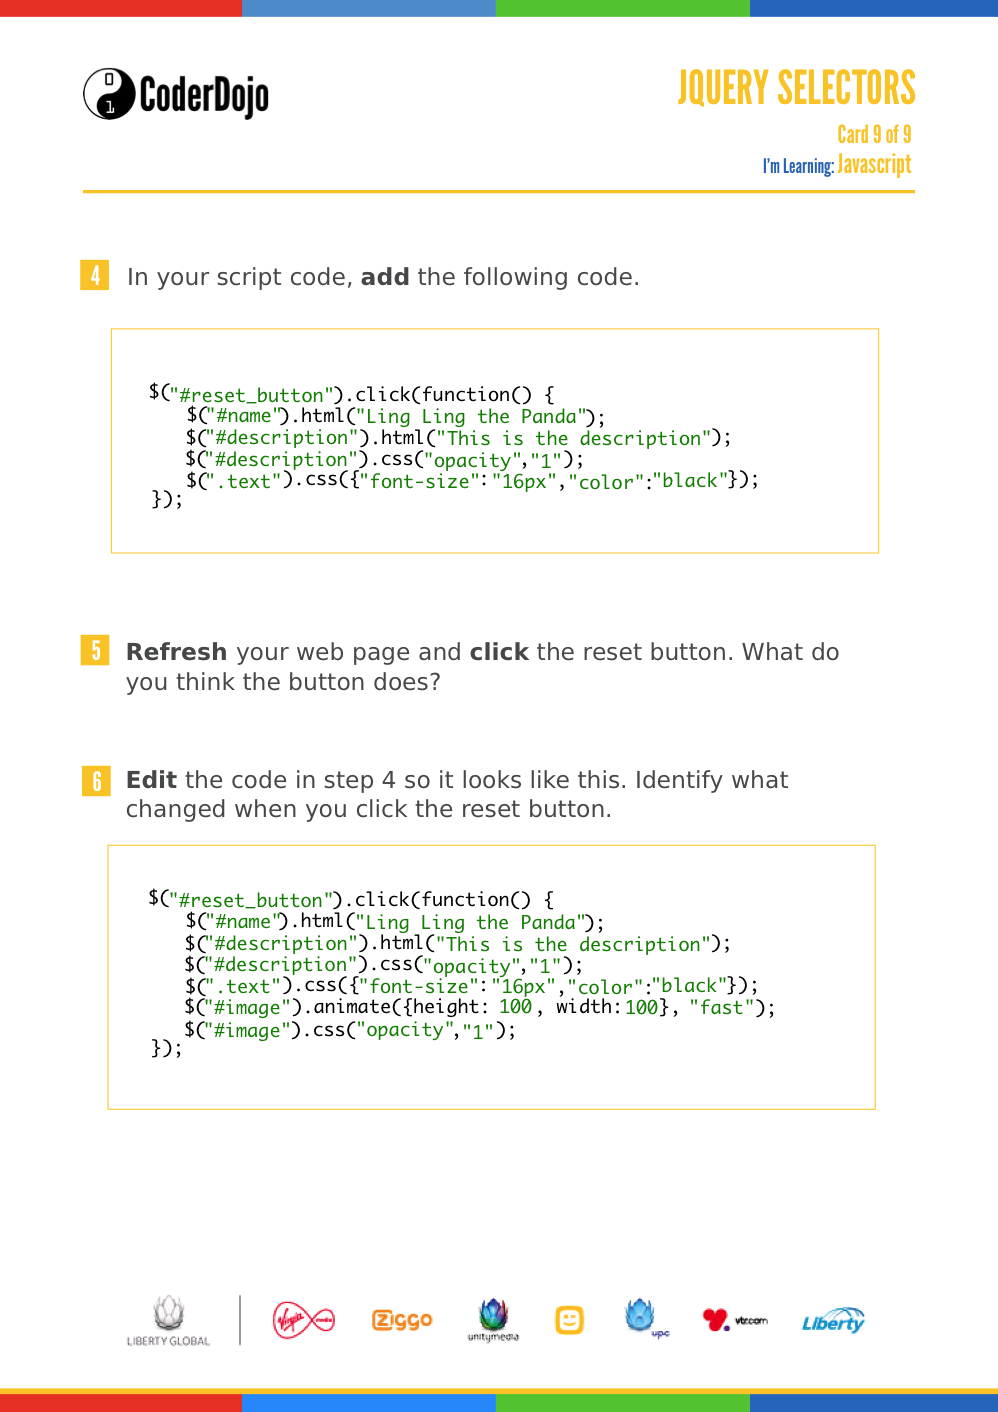 CoderDojo
JQUERY SELECTORS
Card 9 of 9
I'm Learning: Javascript
4 In your script code, add the following code.
$("#reset_button").click(function() {
$("#name").html("Ling Ling the Panda");
$("#description").html("This is the description");
$("#description").css("opacity","1");
$(".text").css({"font-size":"16px","color":"black"});
});
5 Refresh your web page and click the reset button. What do
you think the button does?
6 Edit the code in step 4 so it looks like this. Identify what
changed when you click the reset button.
$("#reset_button").click(function() {
$("#name").html("Ling Ling the Panda");
$("#description").html("This is the description");
$("#description").css("opacity","1");
$(".text").css({"font-size":"16px","color":"black"});
$("#image").animate({height: 100, width:100}, "fast");
$("#image").css("opacity","1");
});
LIBERTY GLOBAL
Virgin media
Ziggo
unitymedia
upc
vtr.com
Liberty